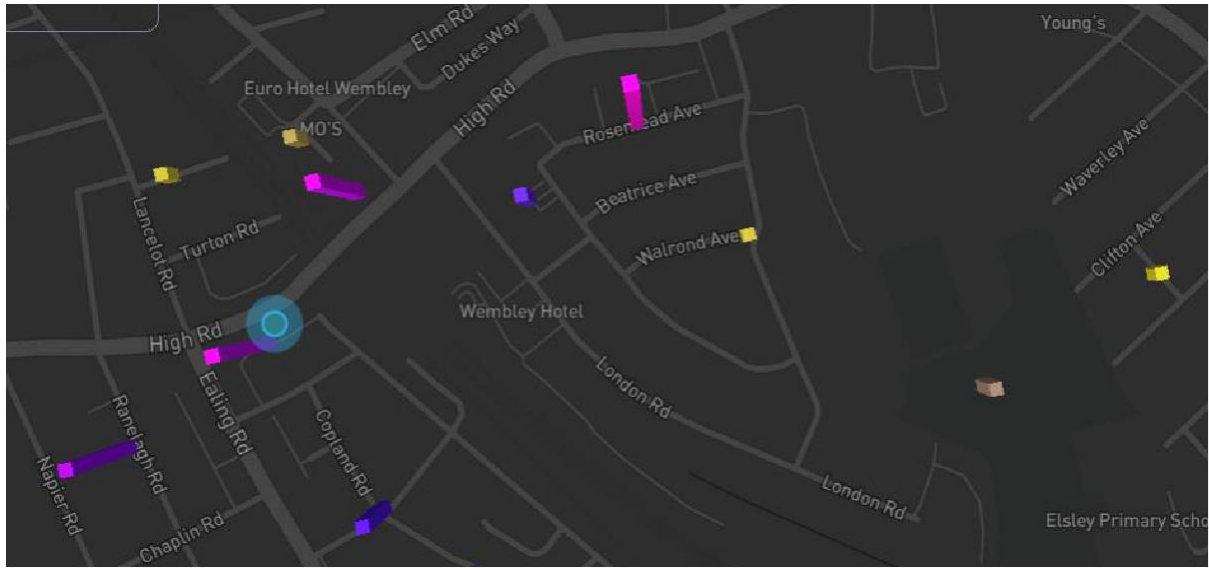 Young's
Elm Rd
Dukes Way
Euro Hotel Wembley
High Rd
MO'S
Rosemead Ave
Waverley Ave
Beatrice Ave
Lancelot Rd
Turton Rd
Walrond Ave
Clifton Ave
Wembley Hotel
High Rd
London Rd
Ealing Rd
Ranelagh Rd
Copland Rd
Napier Rd
London Rd
Chaplin Rd
Elsley Primary Scho